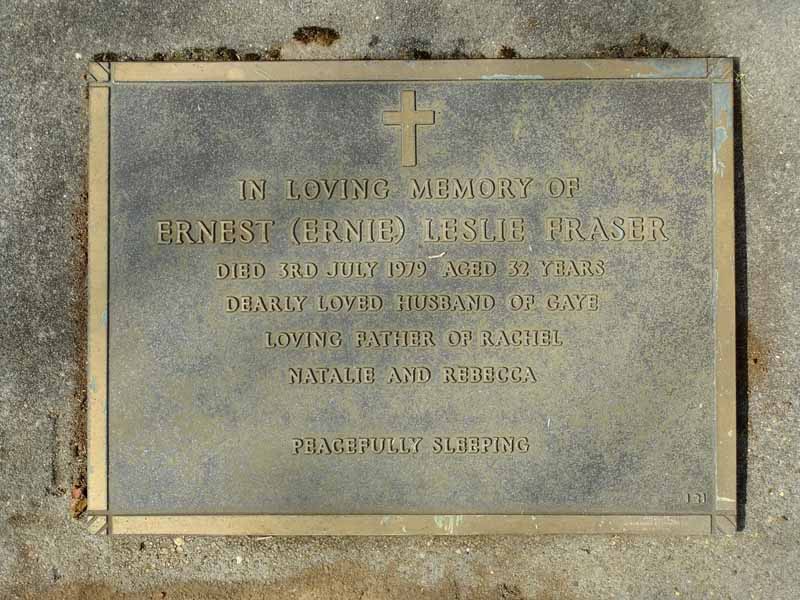 IN LOVING MEMORY OF
ERNEST (ERNIE) LESLIE FRASER
DIED 3RD JULY 1979 AGED 32 YEARS
DEARLY LOVED HUSBAND OF GAYE
LOVING FATHER OF RACHEL
NATALIE AND REBECCA
PEACEFULLY SLEEPING